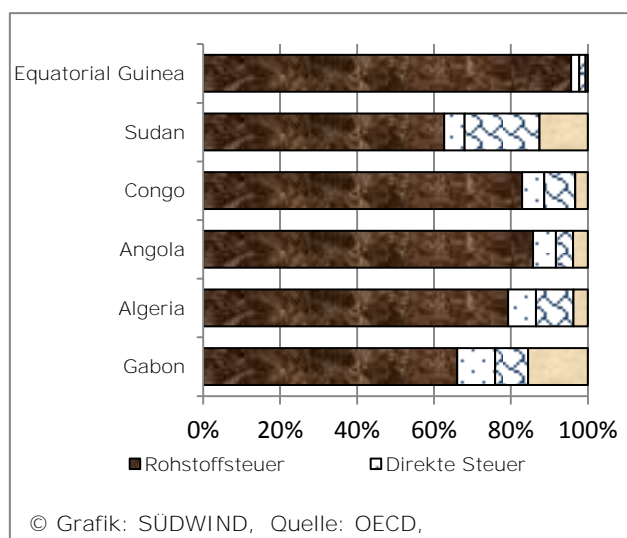 Equatorial Guinea
Sudan
Congo
Angola
Algeria
Gabon
0% 20% 40% 60% 80% 100%
Rohstoffsteuer Direkte Steuer
© Grafik: SÜDWIND, Quelle: OECD,